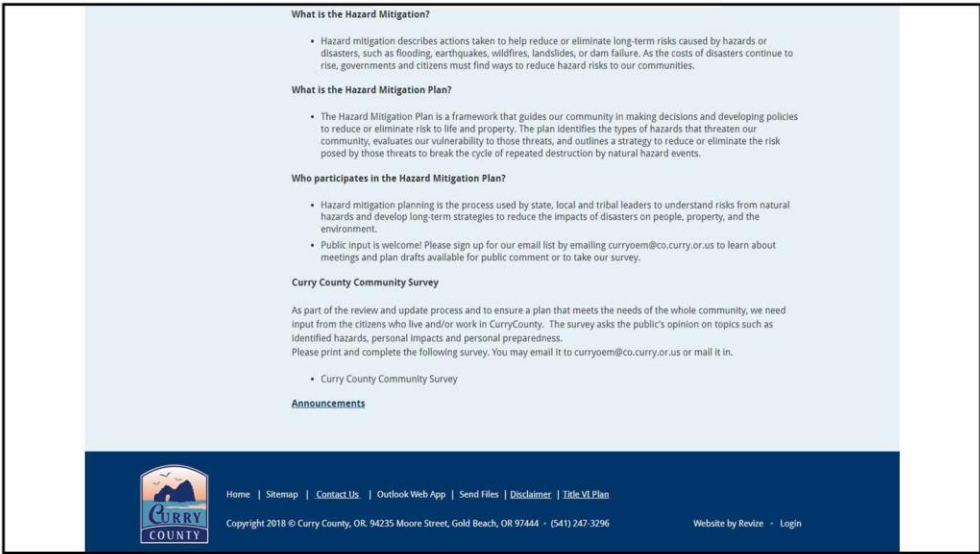 What is the Hazard Mitigation?
• Hazard mitigation describes actions taken to help reduce or eliminate long-term risks caused by hazards or
disasters, such as flooding, earthquakes, wildfires, landslides, or dam failure. As the costs of disasters continue to
rise, governments and citizens must find ways to reduce hazard risks to our communities.
What is the Hazard Mitigation Plan?
• The Hazard Mitigation Plan is a framework that guides our community in making decisions and developing policies
to reduce or eliminate risk to life and property. The plan identifies the types of hazards that threaten our
community, evaluates our vulnerability to those threats, and outlines a strategy to reduce or eliminate the risk
posed by those threats to break the cycle of repeated destruction by natural hazard events.
Who participates in the Hazard Mitigation Plan?
• Hazard mitigation planning is the process used by state, local and tribal leaders to understand risks from natural
hazards and develop long-term strategies to reduce the impacts of disasters on people, property, and the
environment.
• Public input is welcome! Please sign up for our email list by emailing curryoem@co.curry.or.us to learn about
meetings and plan drafts available for public comment or to take our survey.
Curry County Community Survey
As part of the review and update process and to ensure a plan that meets the needs of the whole community, we need
input from the citizens who live and/or work in CurryCounty. The survey asks the public's opinion on topics such as
identified hazards, personal impacts and personal preparedness.
Please print and complete the following survey. You may email it to curryoem@co.curry.or.us or mail it in.
• Curry County Community Survey
Announcements
CURRY
COUNTY
Home | Sitemap | Contact Us | Outlook Web App | Send Files | Disclaimer | Title VI Plan
Copyright 2018 © Curry County, OR. 94235 Moore Street, Gold Beach, OR 97444 • (541) 247-3296
Website by Revize • Login